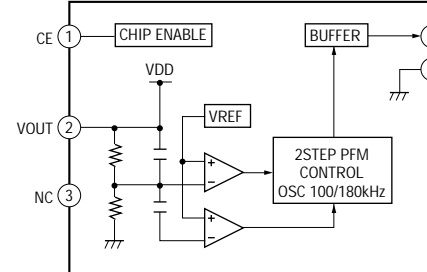 CE 1 CHIP ENABLE
BUFFER
VDD
VREF
VOUT 2
+
−
2STEP PFM
CONTROL
OSC 100/180kHz
NC 3
+
−